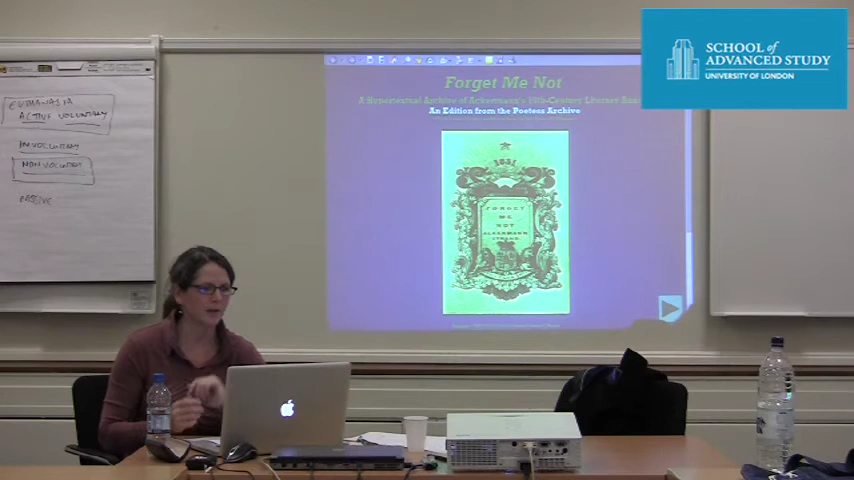 EUTHANASIA
ACTIVE VOLUNTARY
INVOLUNTARY
NON VOLUNTARY
PASSIVE
Forget Me Not
A Hypertextual Archive of Ackermann's 19th-Century Literary
An Edition from the Poetess Archive
1831
FORGET
ME
NOT
ACKERMANN
STRAND
SCHOOL of
ADVANCED STUDY
UNIVERSITY OF LONDON